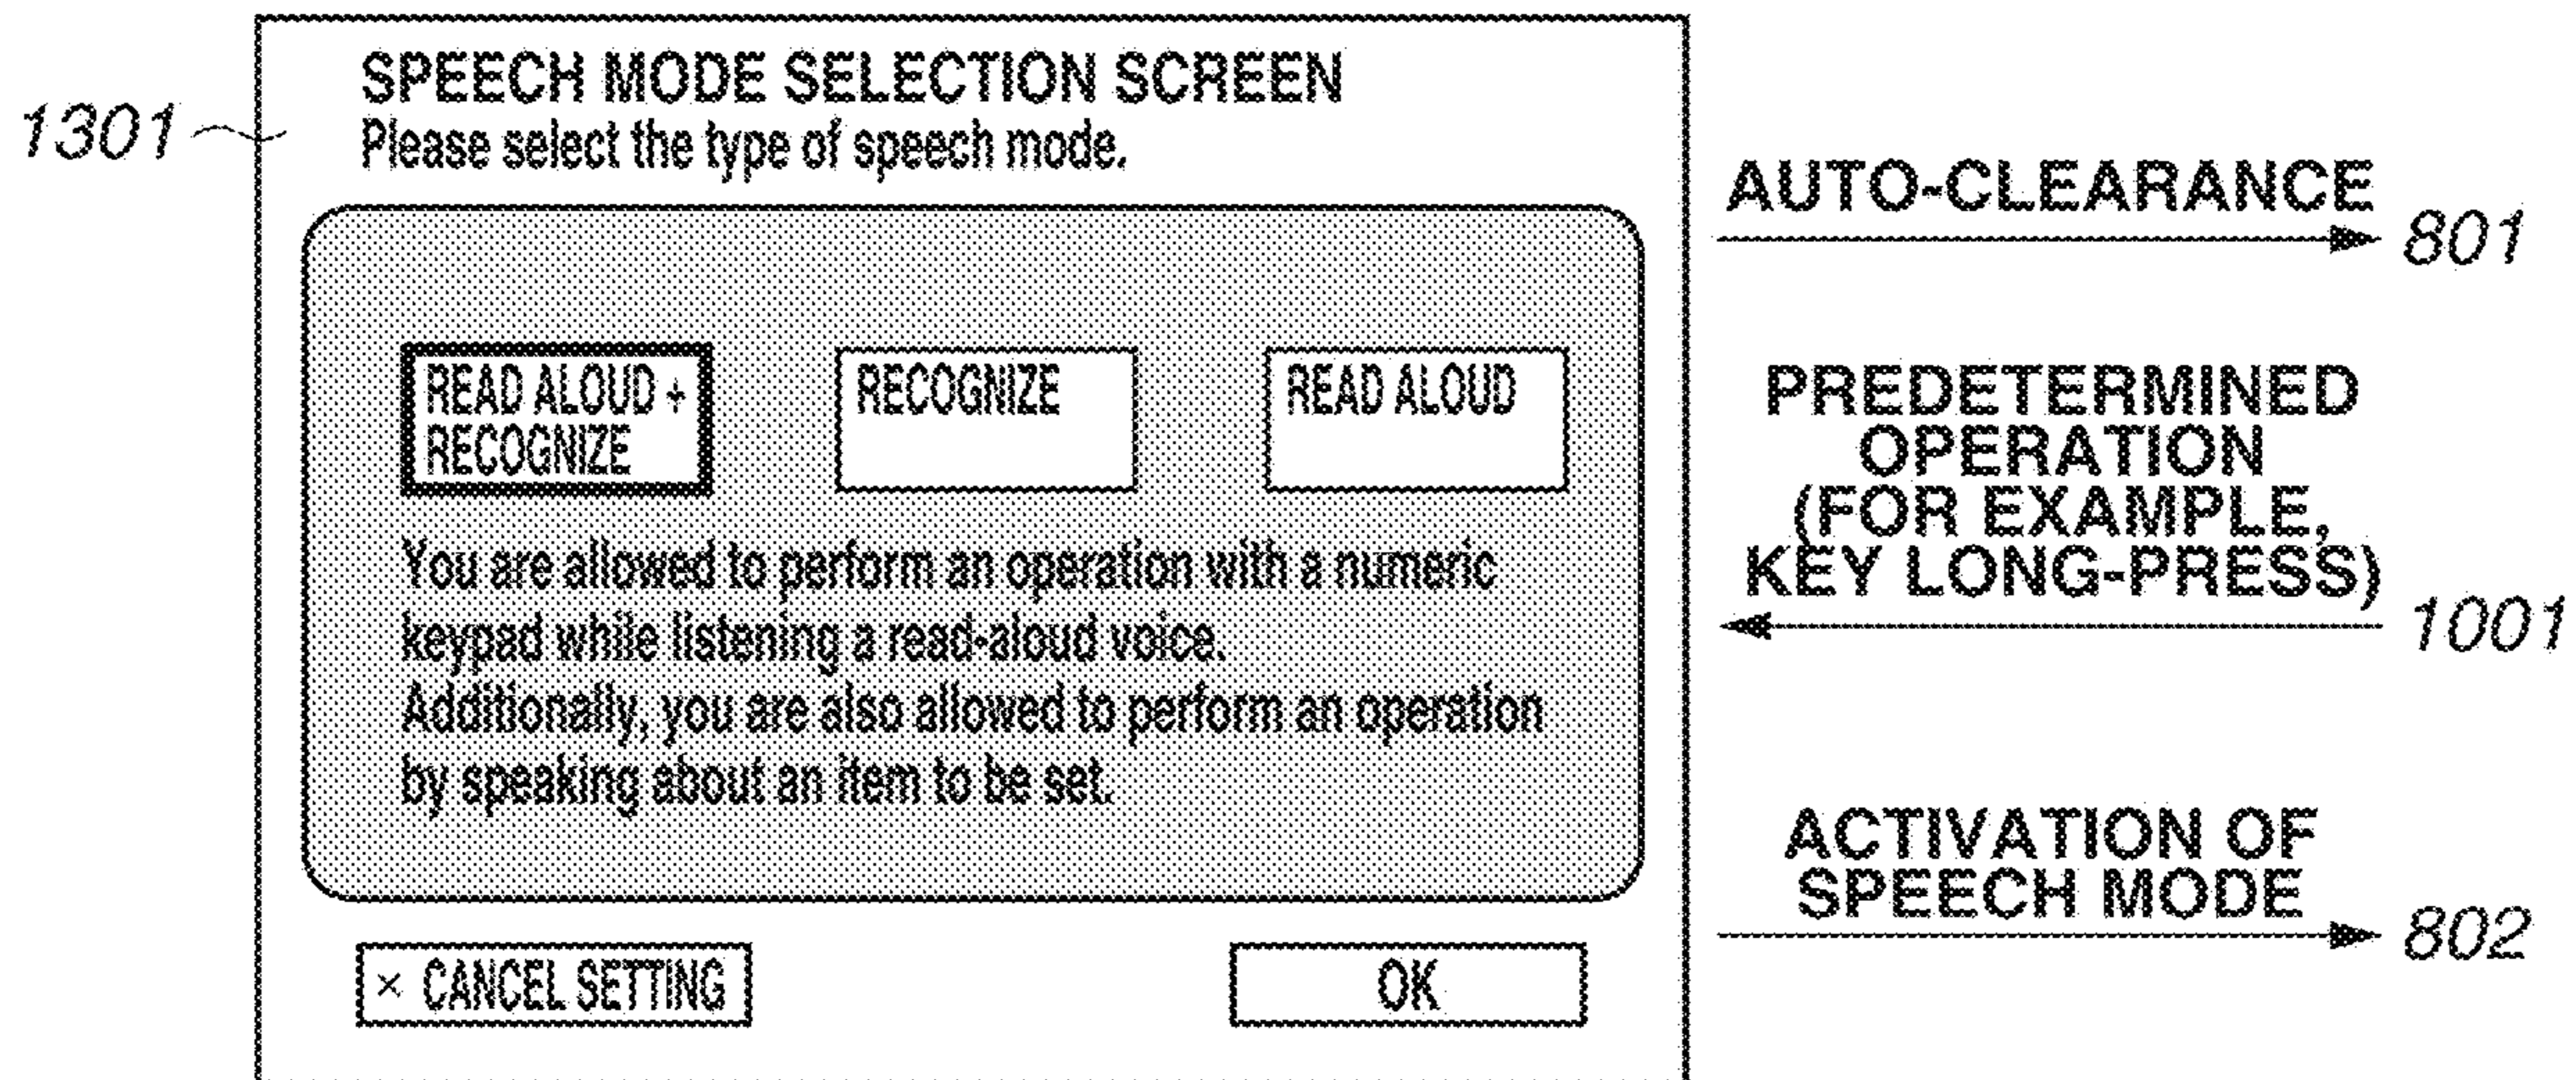 SPEECH MODE SELECTION SCREEN
Please select the type of speech mode.
1301
READ ALOUD +
RECOGNIZE
RECOGNIZE
READ ALOUD
You are allowed to perform an operation with a numeric
keypad while listening a read-aloud voice.
Additionally, you are also allowed to perform an operation
by speaking about an item to be set.
× CANCEL SETTING
OK
AUTO-CLEARANCE
801
PREDETERMINED
OPERATION
(FOR EXAMPLE,
KEY LONG-PRESS)
1001
ACTIVATION OF
SPEECH MODE
802